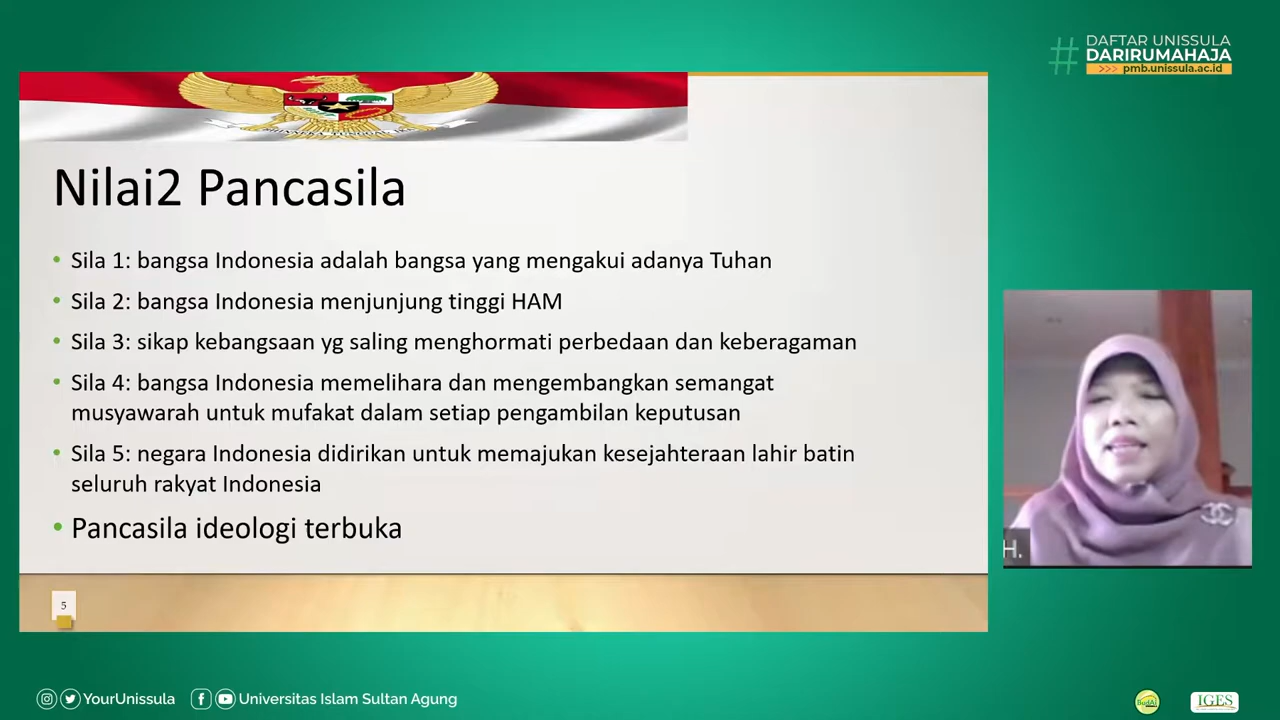 # DAFTAR UNISSULA
DARIRUMAHAJA
>>> pmb.unissula.ac.id
Nilai2 Pancasila
• Sila 1: bangsa Indonesia adalah bangsa yang mengakui adanya Tuhan
• Sila 2: bangsa Indonesia menjunjung tinggi HAM
• Sila 3: sikap kebangsaan yg saling menghormati perbedaan dan keberagaman
• Sila 4: bangsa Indonesia memelihara dan mengembangkan semangat
musyawarah untuk mufakat dalam setiap pengambilan keputusan
• Sila 5: negara Indonesia didirikan untuk memajukan kesejahteraan lahir batin
seluruh rakyat Indonesia
• Pancasila ideologi terbuka
H.
5
YourUnissula
Universitas Islam Sultan Agung
BudAi
IGES